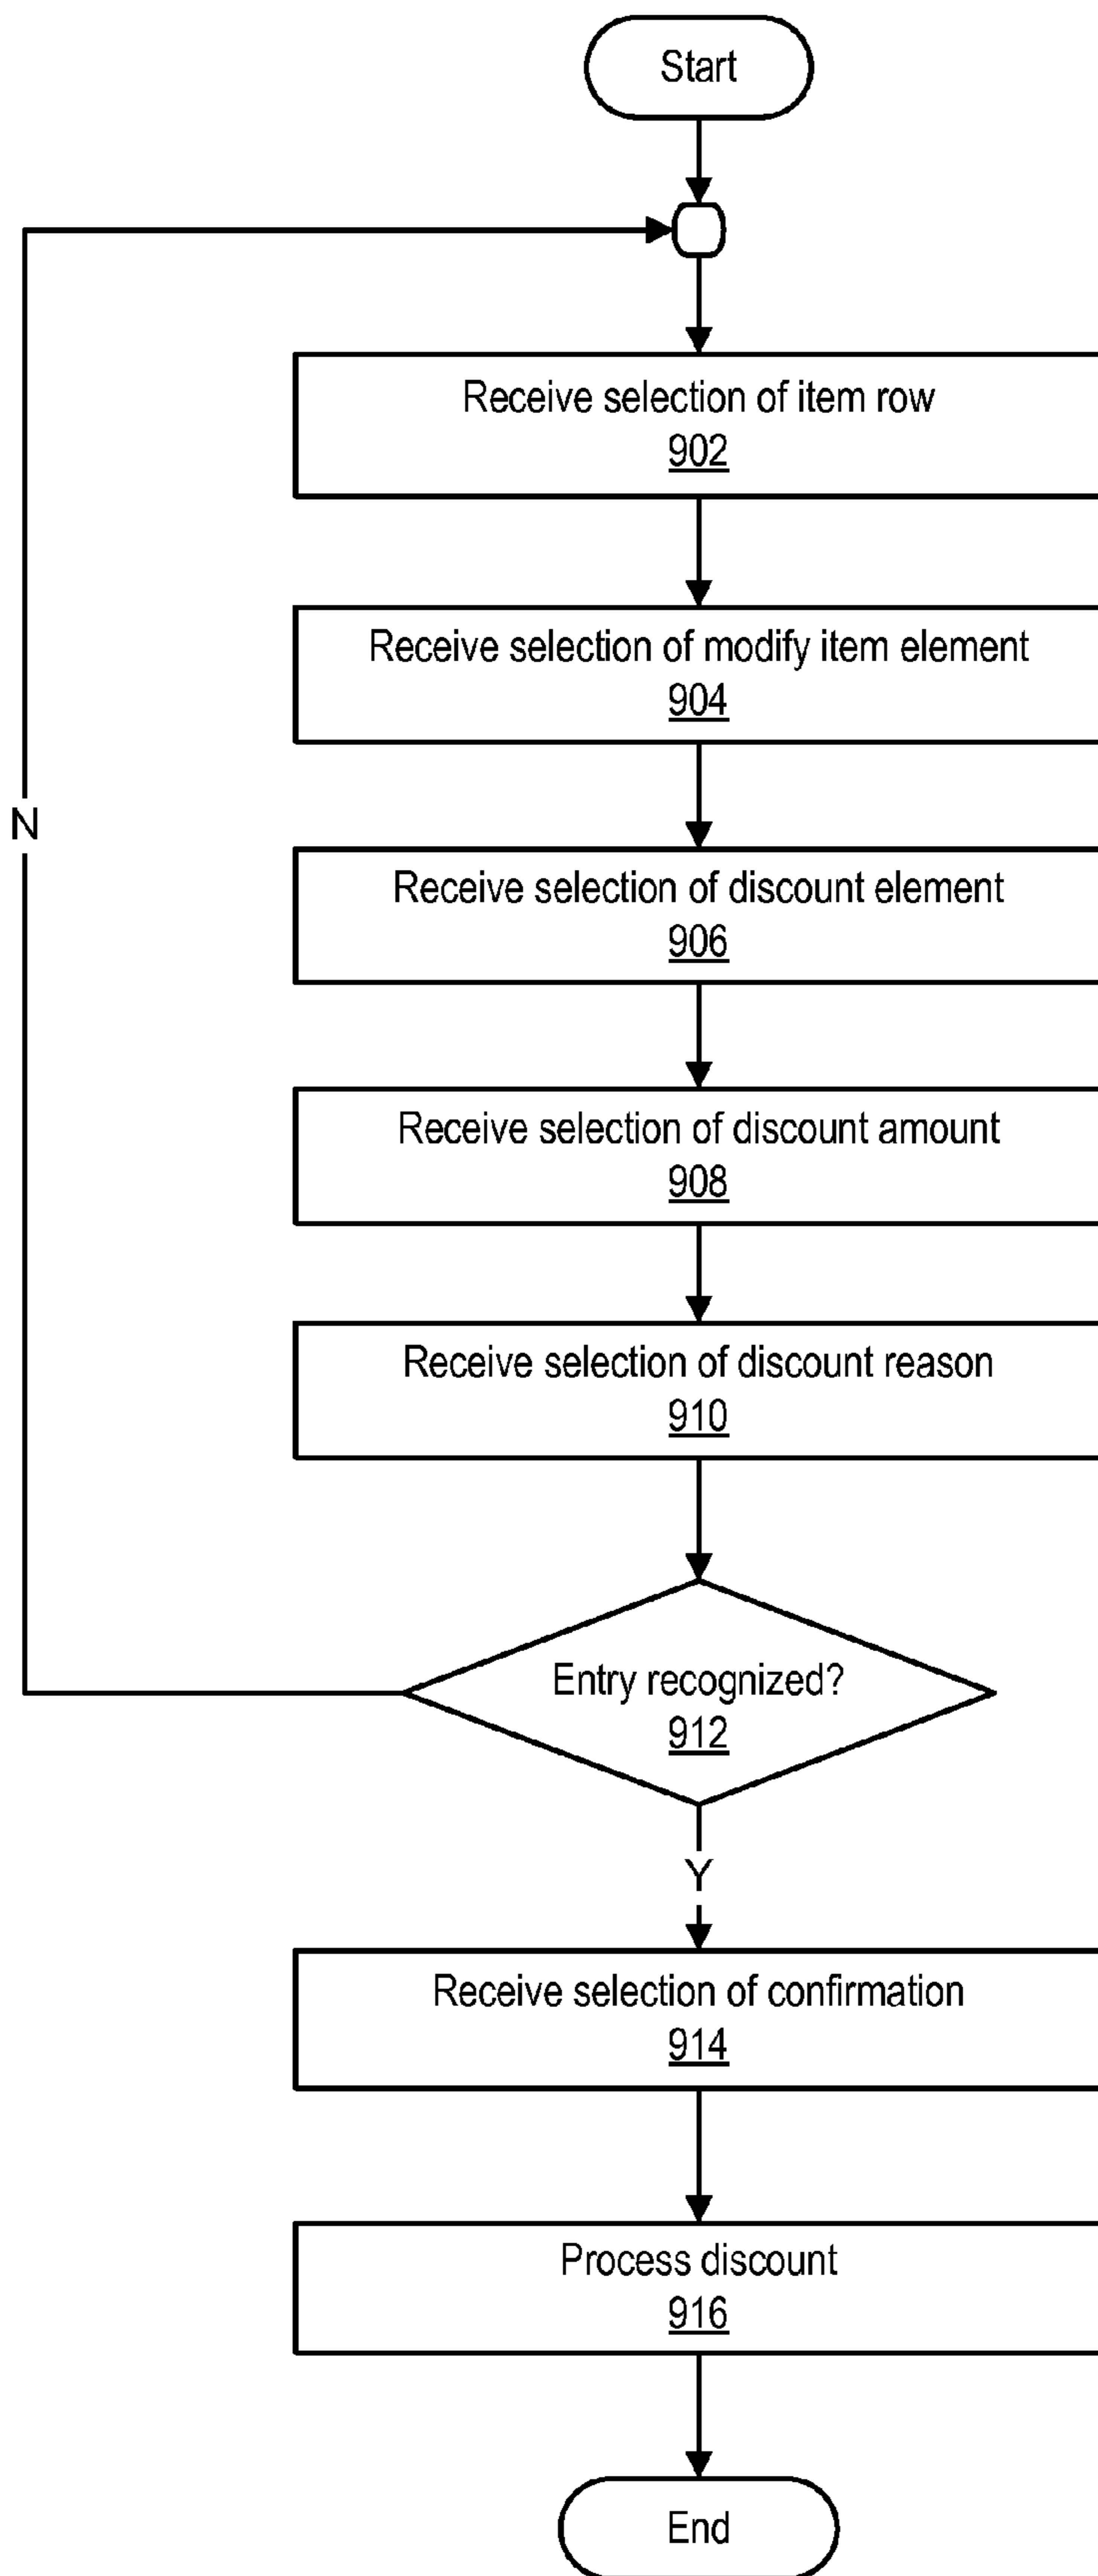 Start
Receive selection of item row
902
Receive selection of modify item element
904
N
Receive selection of discount element
906
Receive selection of discount amount
908
Receive selection of discount reason
910
Entry recognized?
912
Y
Receive selection of confirmation
914
Process discount
916
End